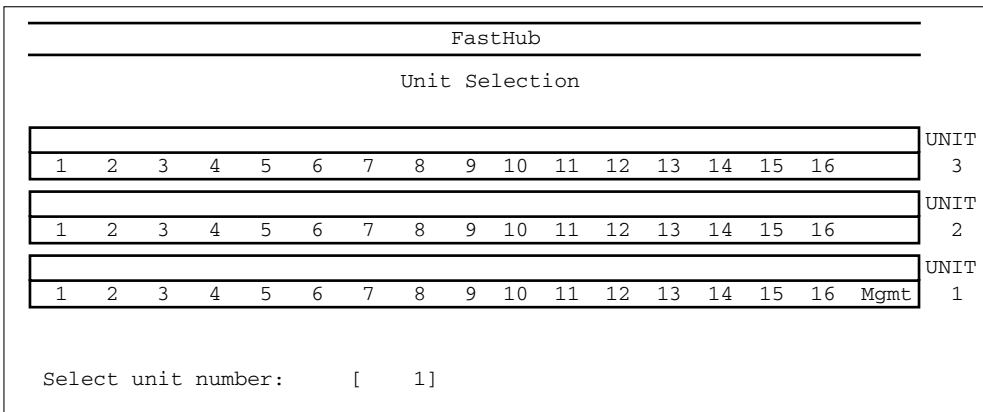 FastHub
Unit Selection
UNIT
1 2 3 4 5 6 7 8 9 10 11 12 13 14 15 16 3
UNIT
1 2 3 4 5 6 7 8 9 10 11 12 13 14 15 16 2
UNIT
1 2 3 4 5 6 7 8 9 10 11 12 13 14 15 16 Mgmt 1
Select unit number: [ 1]